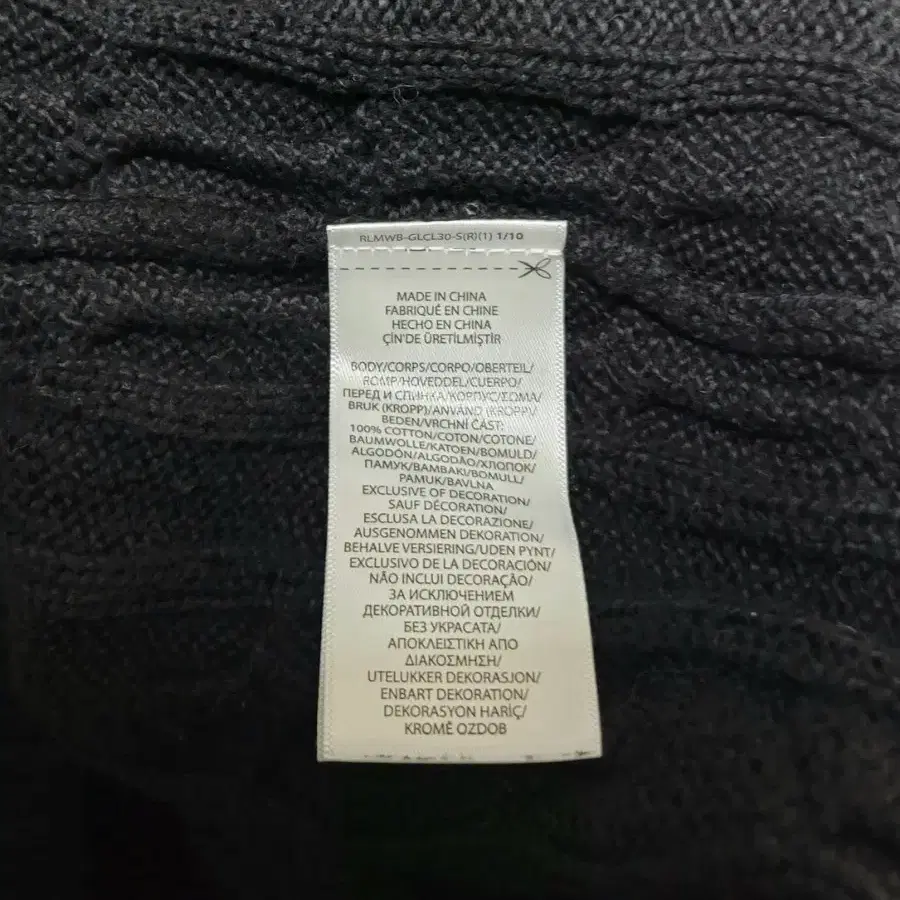 RLMWB-GLCL30-S(R)(1) 1/10
MADE IN CHINA
FABRIQUÉ EN CHINE
HECHO EN CHINA
ÇİN'DE ÜRETİLMİŞTİR
BODY/CORPS/CORPO/OBERTEIL/
ROMP/HOVEDDEL/CUERPO/
ПЕРЕД И СПИНКА/КОРПУС/ΣΩΜΑ/
BRUK (KROPP)/ANVÄND (KROPP)/
BEDEN/VRCHNÍ ČÁST:
100% COTTON/COTON/COTONE/
BAUMWOLLE/KATOEN/BOMULD/
ALGODÓN/ALGODÃO/ХЛОПОК/
ПАМУК/ΒΑΜΒΑΚΙ/BOMULL/
PAMUK/BAVLNA
EXCLUSIVE OF DECORATION/
SAUF DÉCORATION/
ESCLUSA LA DECORAZIONE/
AUSGENOMMEN DEKORATION/
BEHALVE VERSIERING/UDEN PYNT/
EXCLUSIVO DE LA DECORACIÓN/
NÃO INCLUI DECORAÇÃO/
ЗА ИСКЛЮЧЕНИЕМ
ДЕКОРАТИВНОЙ ОТДЕЛКИ/
БЕЗ УКРАСАТА/
ΑΠΟΚΛΕΙΣΤΙΚΗ ΑΠΟ
ΔΙΑΚΟΣΜΗΣΗ/
UTELUKKER DEKORASJON/
ENBART DEKORATION/
DEKORASYON HARİÇ/
KROMĚ OZDOB